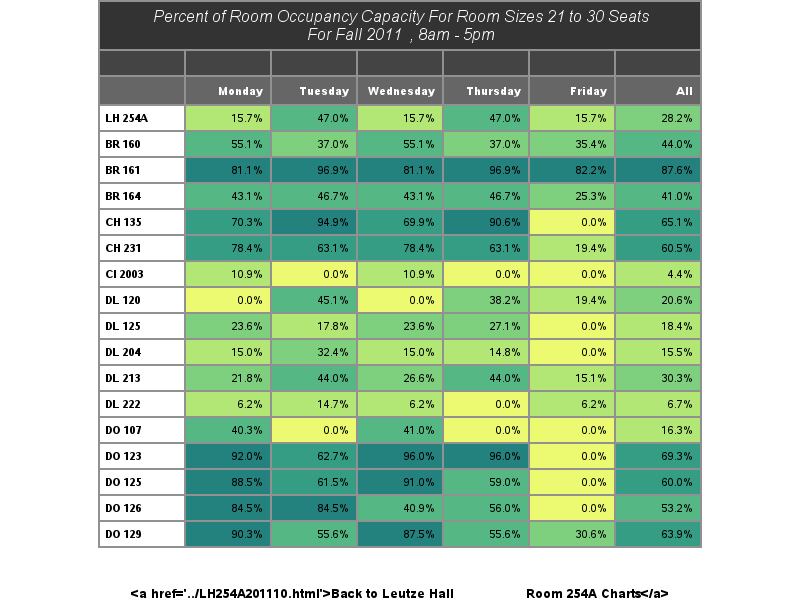 Percent of Room Occupancy Capacity For Room Sizes 21 to 30 Seats
For Fall 2011 , 8am - 5pm
Monday Tuesday Wednesday Thursday Friday All
LH 254A 15.7% 47.0% 15.7% 47.0% 15.7% 28.2%
BR 160 55.1% 37.0% 55.1% 37.0% 35.4% 44.0%
BR 161 81.1% 96.9% 81.1% 96.9% 82.2% 87.6%
BR 164 43.1% 46.7% 43.1% 46.7% 25.3% 41.0%
CH 135 70.3% 94.9% 69.9% 90.6% 0.0% 65.1%
CH 231 78.4% 63.1% 78.4% 63.1% 19.4% 60.5%
CI 2003 10.9% 0.0% 10.9% 0.0% 0.0% 4.4%
DL 120 0.0% 45.1% 0.0% 38.2% 19.4% 20.6%
DL 125 23.6% 17.8% 23.6% 27.1% 0.0% 18.4%
DL 204 15.0% 32.4% 15.0% 14.8% 0.0% 15.5%
DL 213 21.8% 44.0% 26.6% 44.0% 15.1% 30.3%
DL 222 6.2% 14.7% 6.2% 0.0% 6.2% 6.7%
DO 107 40.3% 0.0% 41.0% 0.0% 0.0% 16.3%
DO 123 92.0% 62.7% 96.0% 96.0% 0.0% 69.3%
DO 125 88.5% 61.5% 91.0% 59.0% 0.0% 60.0%
DO 126 84.5% 84.5% 40.9% 56.0% 0.0% 53.2%
DO 129 90.3% 55.6% 87.5% 55.6% 30.6% 63.9%
<a href='../LH254A201110.html'>Back to Leutze Hall Room 254A Charts</a>